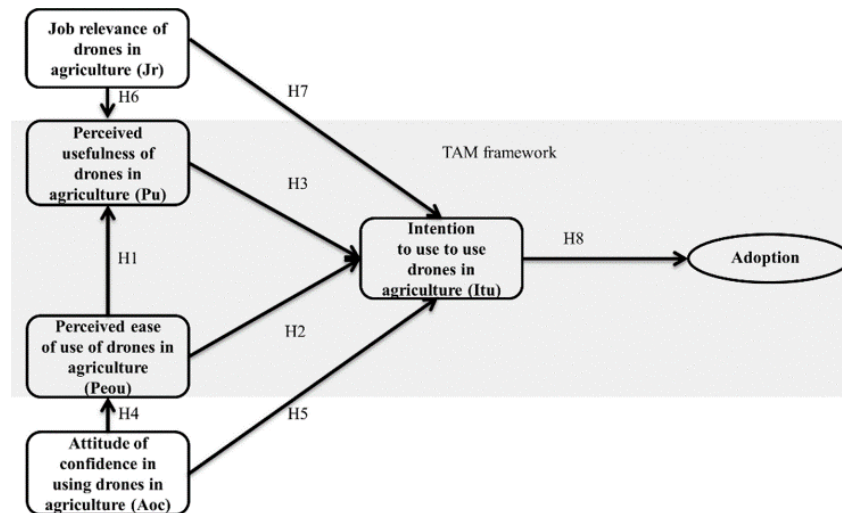 Job relevance of
drones in
agriculture (Jr)
H6
H7
Perceived
usefulness of
drones in
agriculture (Pu)
TAM framework
H3
Intention
to use to use
drones in
agriculture (Itu)
H8
Adoption
H1
Perceived ease
of use of drones in
agriculture
(Peou)
H2
H4
H5
Attitude of
confidence in
using drones in
agriculture (Aoc)